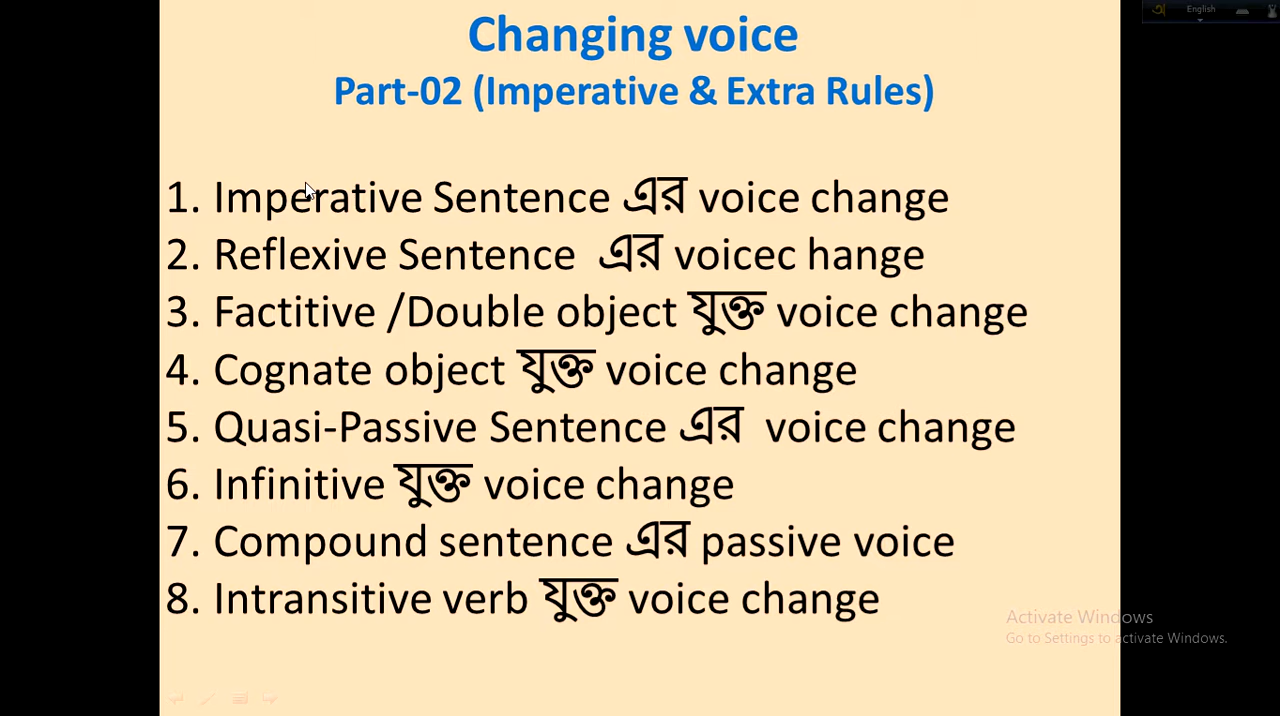 Changing voice
English
Part-02 (Imperative & Extra Rules)
1. Imperative Sentence এর voice change
2. Reflexive Sentence এর voicec hange
3. Factitive /Double object যুক্ত voice change
4. Cognate object যুক্ত voice change
5. Quasi-Passive Sentence এর voice change
6. Infinitive যুক্ত voice change
7. Compound sentence এর passive voice
8. Intransitive verb যুক্ত voice change
Activate Windows
Go to Settings to activate Windows.